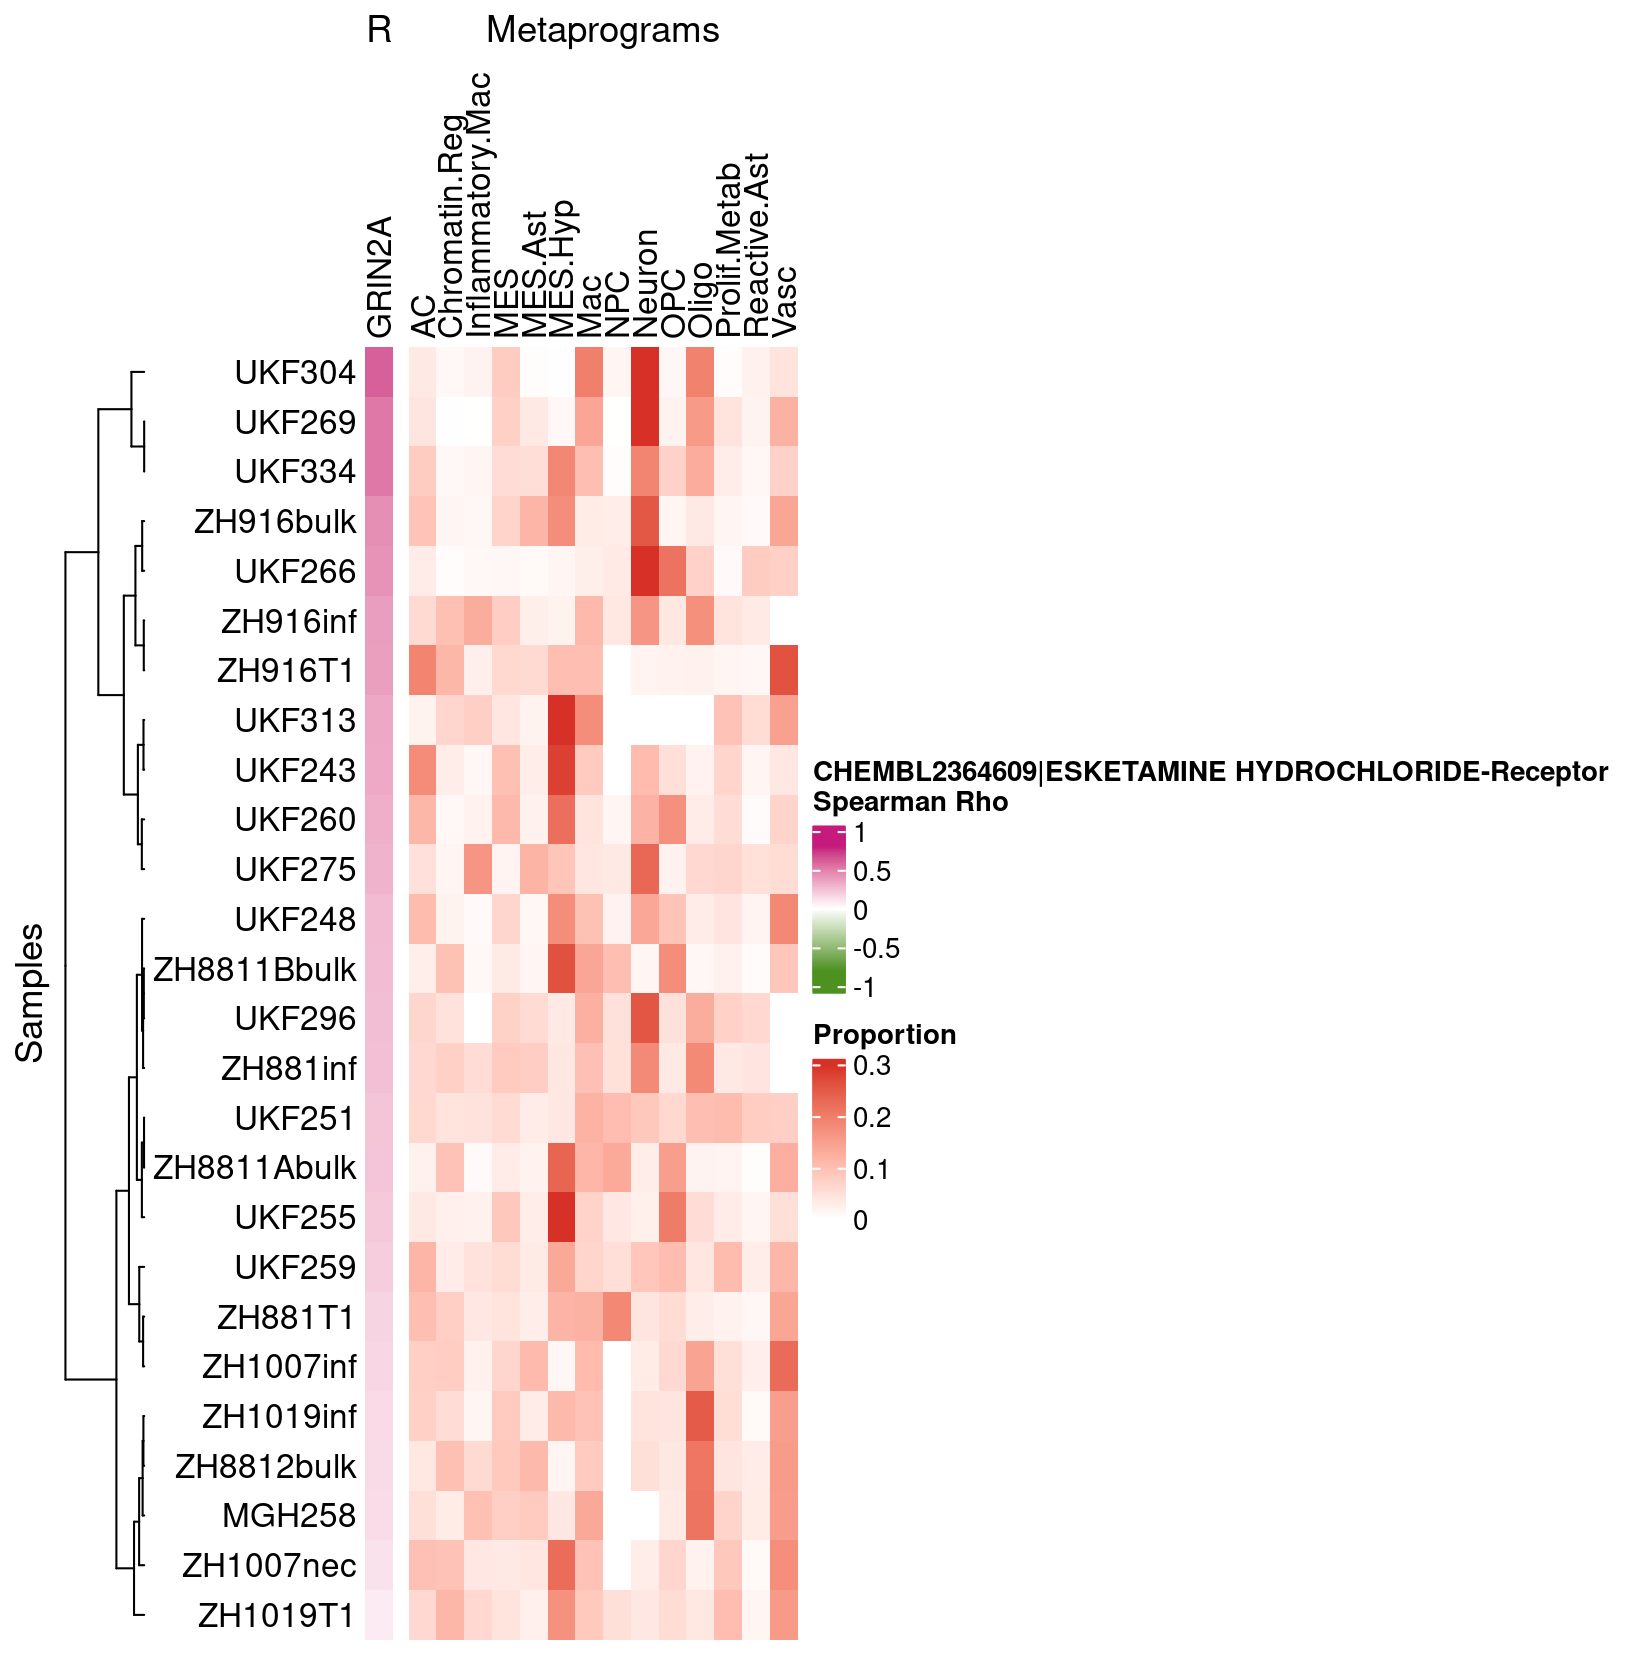 R Metaprograms
GRIN2A
AC
Chromatin.Reg
Inflammatory.Mac
MES
MES.Ast
MES.Hyp
Mac
NPC
Neuron
OPC
Oligo
Prolif.Metab
Reactive.Ast
Vasc
Samples
UKF304
UKF269
UKF334
ZH916bulk
UKF266
ZH916inf
ZH916T1
UKF313
UKF243
UKF260
UKF275
UKF248
ZH8811Bbulk
UKF296
ZH881inf
UKF251
ZH8811Abulk
UKF255
UKF259
ZH881T1
ZH1007inf
ZH1019inf
ZH8812bulk
MGH258
ZH1007nec
ZH1019T1
CHEMBL2364609|ESKETAMINE HYDROCHLORIDE-Receptor
Spearman Rho
1
0.5
0
-0.5
-1
Proportion
0.3
0.2
0.1
0